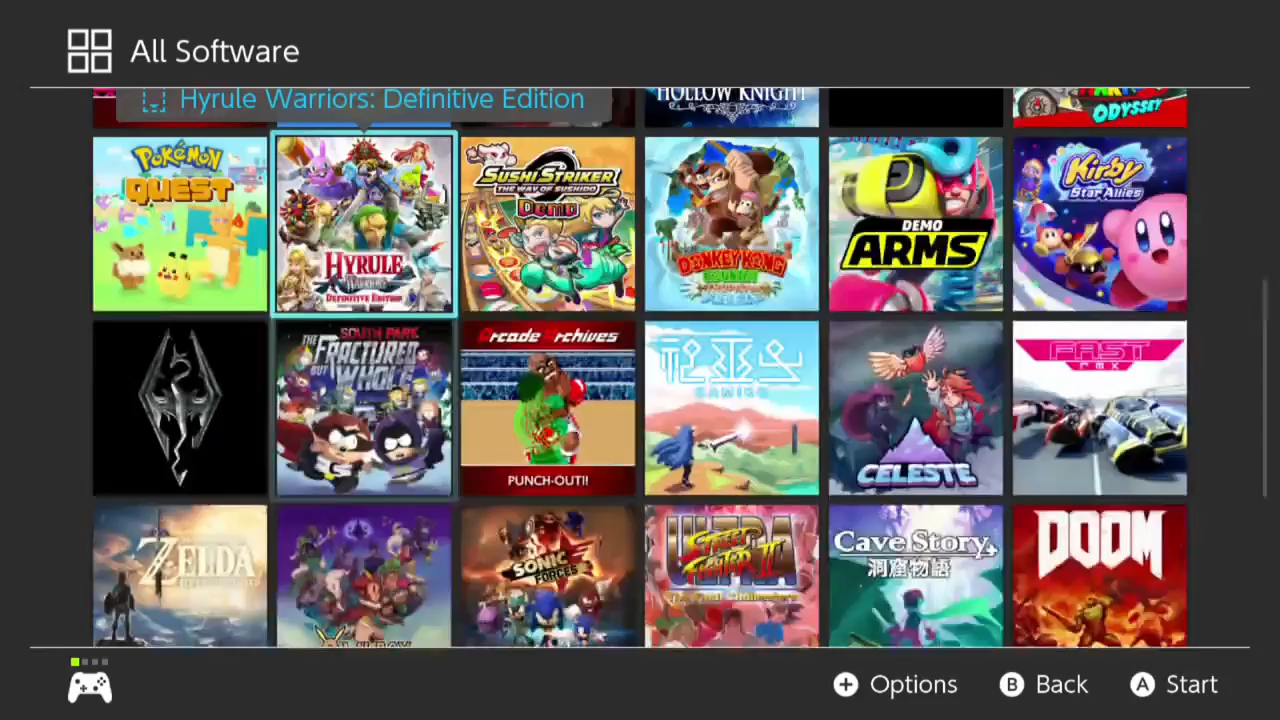 All Software
Hyrule Warriors: Definitive Edition
HOLLOW KNIGHT
ODYSSEY
POKÉMON
QUEST
HYRULE
WARRIORS
DEFINITIVE EDITION
SUSHI STRIKER
THE WAY OF SUSHIDO
Demo
DONKEY KONG
COUNTRY
DEMO
ARMS
Kirby
Star Allies
SOUTH PARK
THE FRACTURED
BUT WHOLE
Arcade Archives
PUNCH-OUT!!
GAMING
CELESTE
FAST
rmx
ZELDA
SONIC
FORCES
ULTRA
STREET
FIGHTER II
The Final Challengers
Cave Story+
洞窟物語
DOOM
+ Options
B Back
A Start